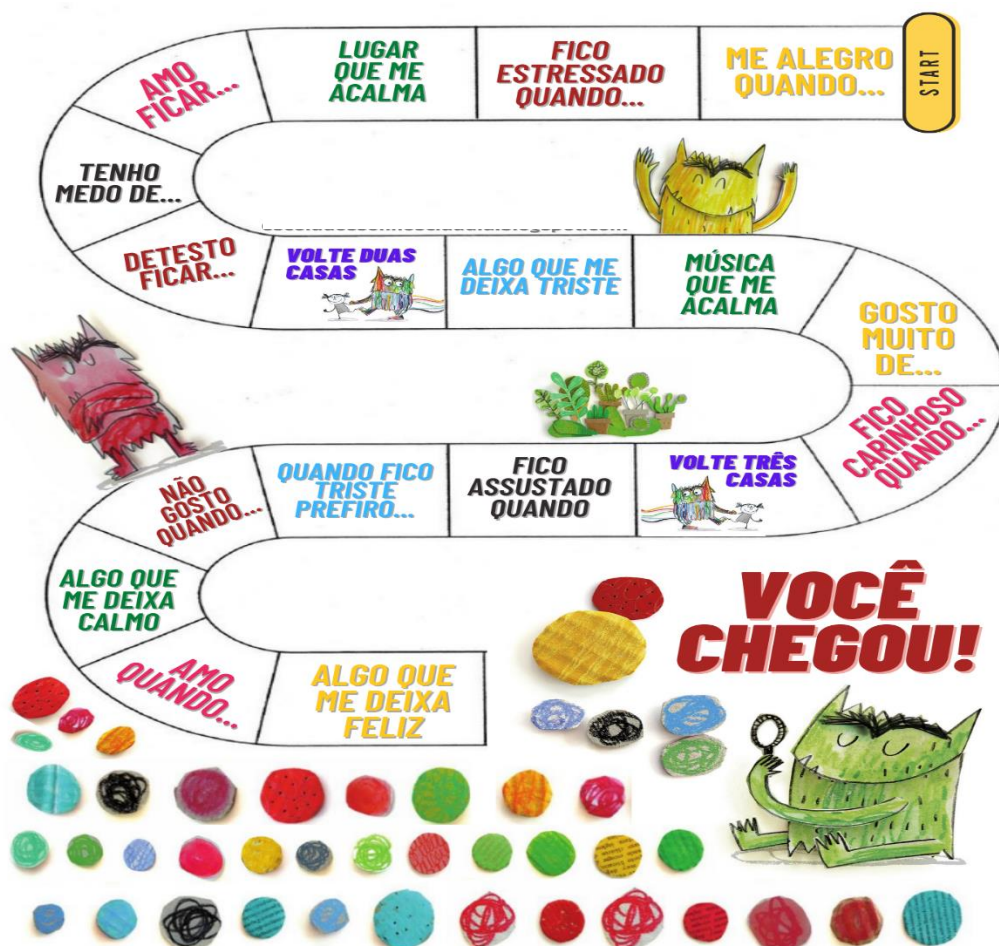 START
ME ALEGRO
QUANDO...
FICO
ESTRESSADO
QUANDO...
LUGAR
QUE ME
ACALMA
AMO
FICAR...
TENHO
MEDO DE...
DETESTO
FICAR...
VOLTE DUAS
CASAS
ALGO QUE ME
DEIXA TRISTE
MÚSICA
QUE ME
ACALMA
GOSTO
MUITO
DE...
FICO
CARINHOSO
QUANDO...
VOLTE TRÊS
CASAS
FICO
ASSUSTADO
QUANDO
QUANDO FICO
TRISTE
PREFIRO...
NÃO
GOSTO
QUANDO...
ALGO QUE
ME DEIXA
CALMO
AMO
QUANDO...
ALGO QUE
ME DEIXA
FELIZ
VOCÊ
CHEGOU!